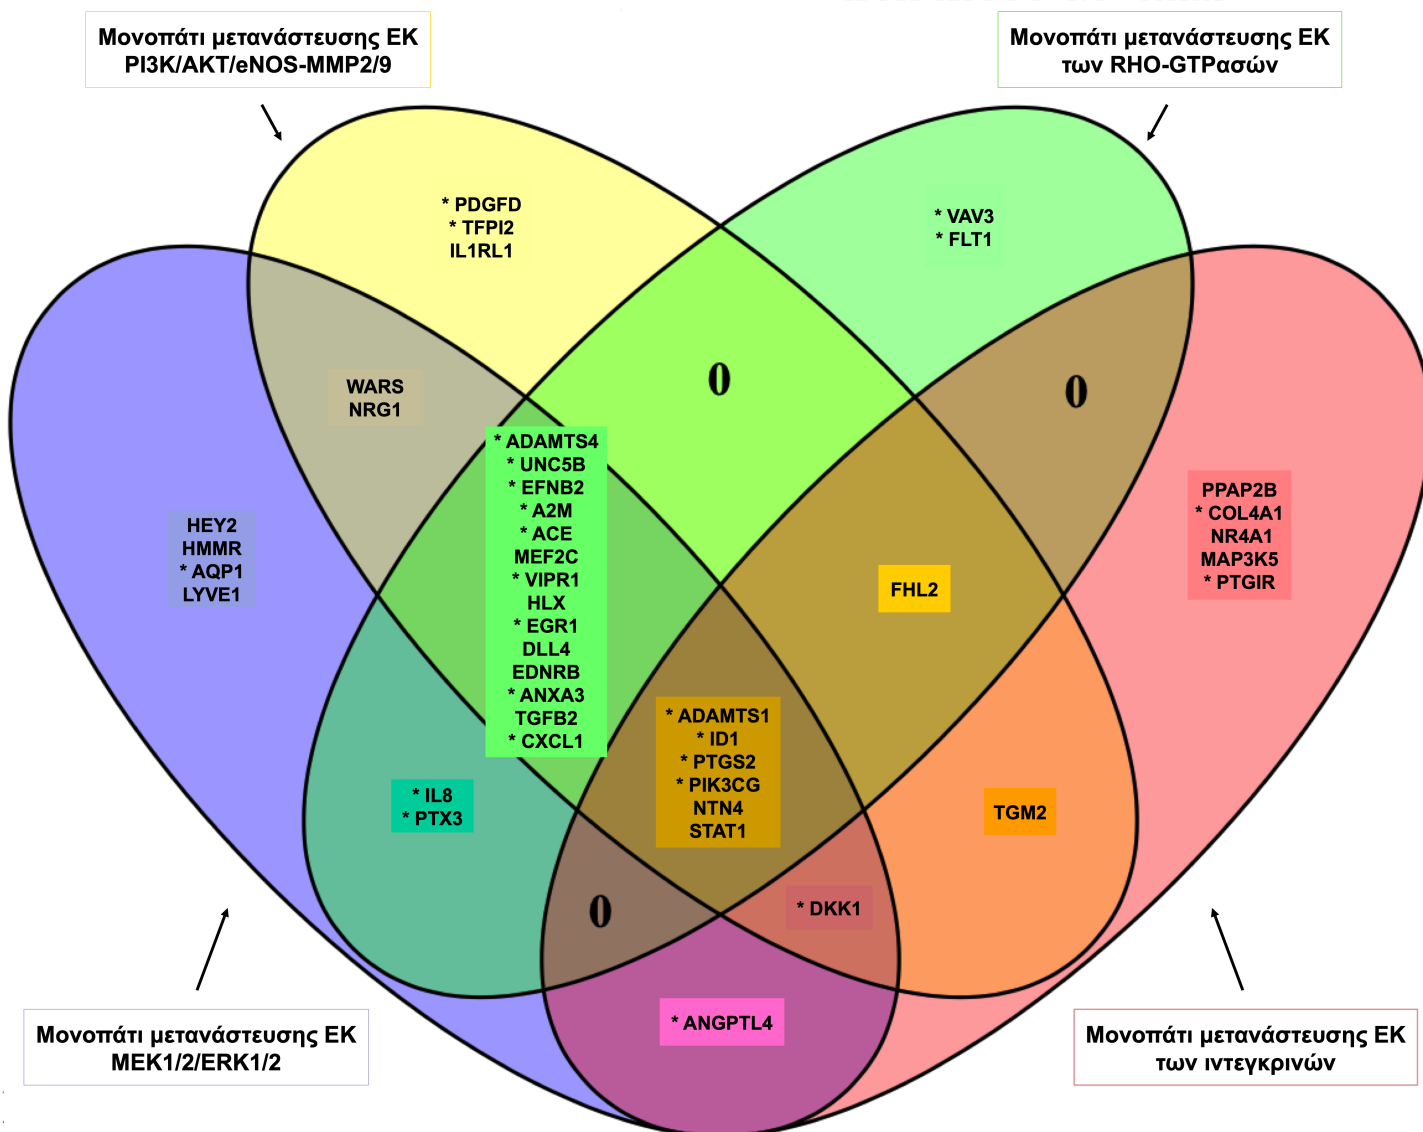 Μονοπάτι μετανάστευσης ΕΚ
PI3K/AKT/eNOS-MMP2/9
Μονοπάτι μετανάστευσης ΕΚ
των RHO-GTPασών
* PDGFD
* TFPI2
IL1RL1
* VAV3
* FLT1
0
0
WARS
NRG1
* ADAMTS4
* UNC5B
* EFNB2
* A2M
* ACE
MEF2C
* VIPR1
HLX
* EGR1
DLL4
EDNRB
* ANXA3
TGFB2
* CXCL1
HEY2
HMMR
* AQP1
LYVE1
FHL2
PPAP2B
* COL4A1
NR4A1
MAP3K5
* PTGIR
* ADAMTS1
* ID1
* PTGS2
* PIK3CG
NTN4
STAT1
* IL8
* PTX3
TGM2
0
* DKK1
* ANGPTL4
Μονοπάτι μετανάστευσης ΕΚ
MEK1/2/ERK1/2
Μονοπάτι μετανάστευσης ΕΚ
των ιντεγκρινών